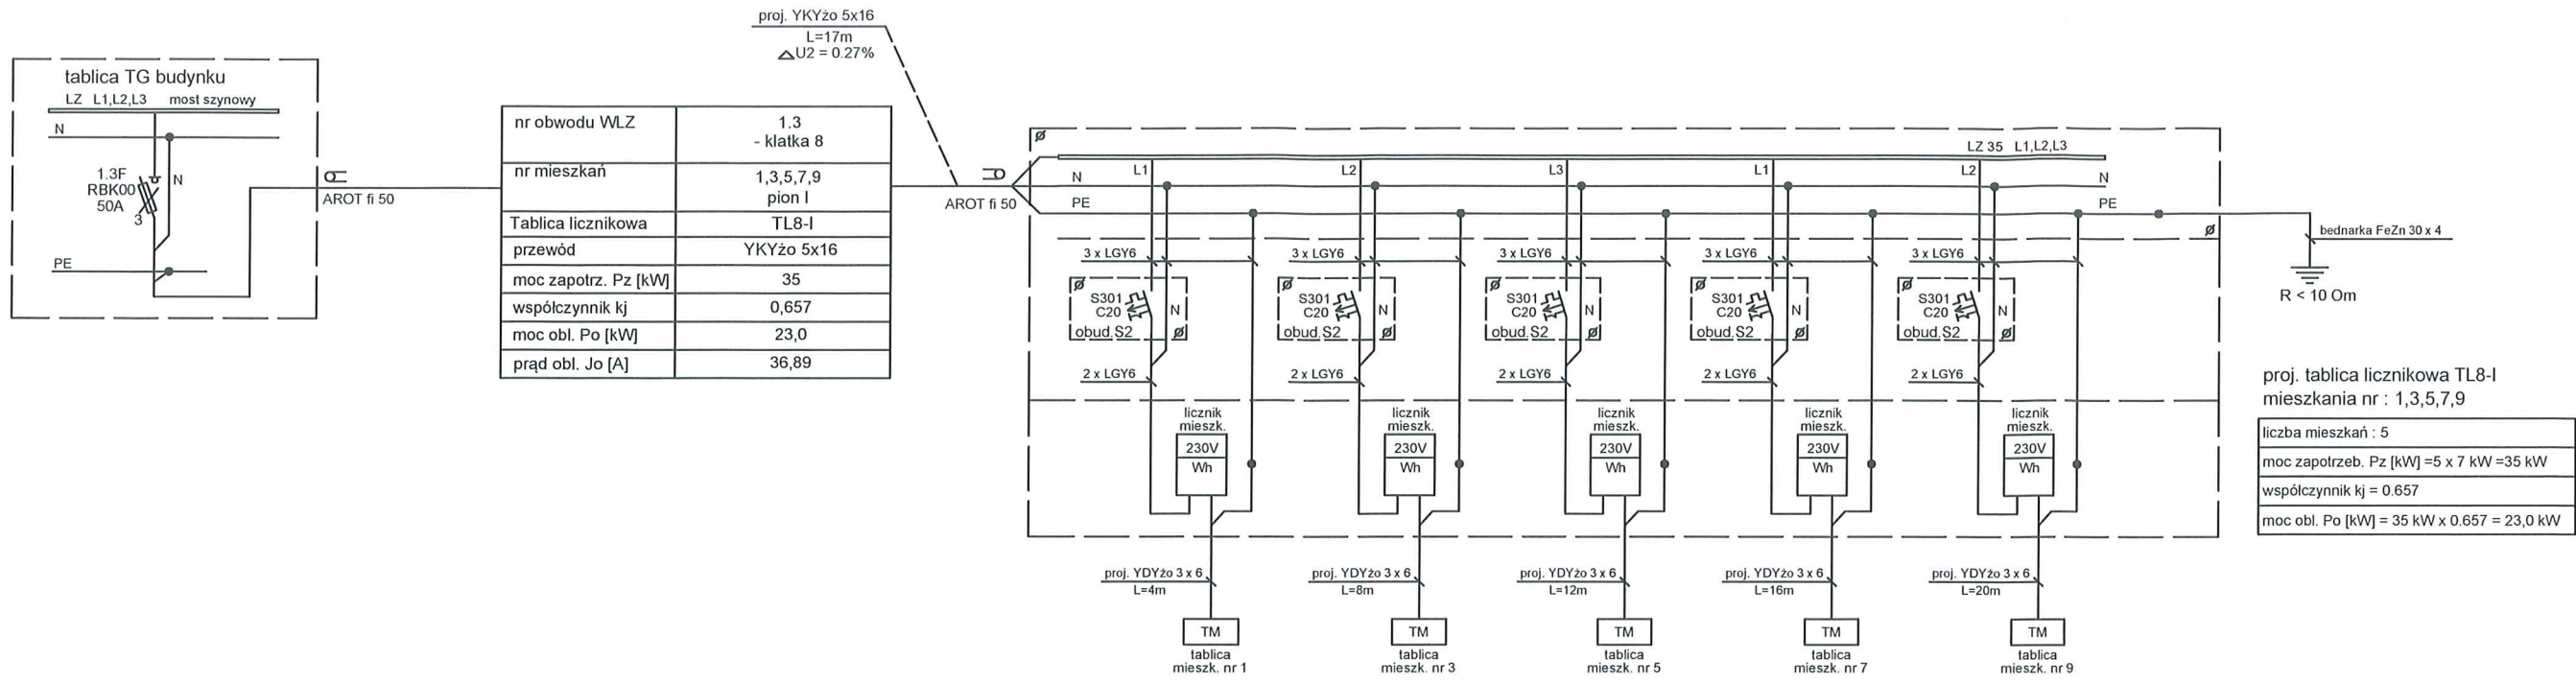 proj. YKYżo 5x16
L=17m
△U2 = 0.27%
tablica TG budynku
LZ L1,L2,L3 most szynowy
N
1.3F
RBK00
50A
3
N
PE
AROT fi 50
nr obwodu WLZ 1.3
- klatka 8
nr mieszkań 1,3,5,7,9
pion I
Tablica licznikowa TL8-I
przewód YKYżo 5x16
moc zapotrz. Pz [kW] 35
współczynnik kj 0,657
moc obl. Po [kW] 23,0
prąd obl. Jo [A] 36,89
AROT fi 50
LZ 35 L1,L2,L3
L1 L2 L3 L1 L2
N N
PE PE
3 x LGY6 3 x LGY6 3 x LGY6 3 x LGY6 3 x LGY6
S301 S301 S301 S301 S301
C20 N C20 N C20 N C20 N C20 N
obud.S2 obud.S2 obud.S2 obud.S2 obud.S2
2 x LGY6 2 x LGY6 2 x LGY6 2 x LGY6 2 x LGY6
licznik licznik licznik licznik licznik
mieszk. mieszk. mieszk. mieszk. mieszk.
230V 230V 230V 230V 230V
Wh Wh Wh Wh Wh
proj. YDYżo 3 x 6 proj. YDYżo 3 x 6 proj. YDYżo 3 x 6 proj. YDYżo 3 x 6 proj. YDYżo 3 x 6
L=4m L=8m L=12m L=16m L=20m
TM TM TM TM TM
tablica tablica tablica tablica tablica
mieszk. nr 1 mieszk. nr 3 mieszk. nr 5 mieszk. nr 7 mieszk. nr 9
bednarka FeZn 30 x 4
R < 10 Om
proj. tablica licznikowa TL8-I
mieszkania nr : 1,3,5,7,9
liczba mieszkań : 5
moc zapotrzeb. Pz [kW] =5 x 7 kW =35 kW
współczynnik kj = 0.657
moc obl. Po [kW] = 35 kW x 0.657 = 23,0 kW